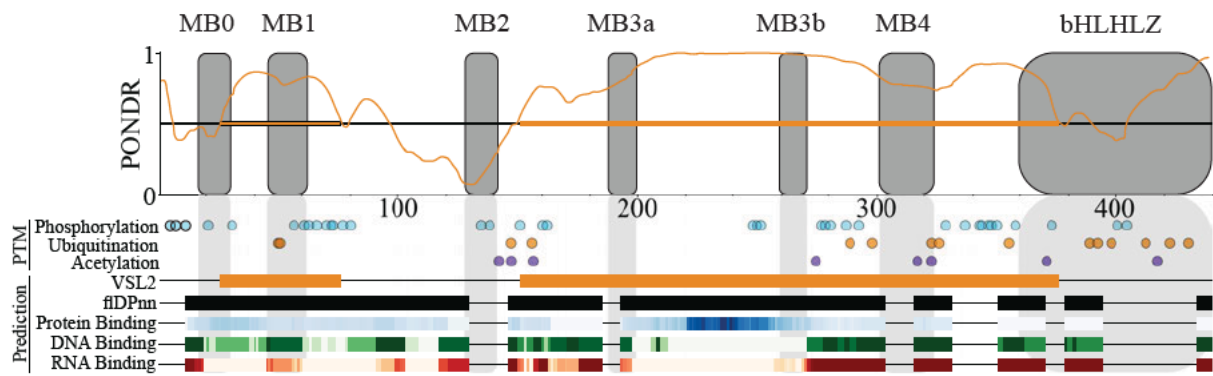 MB0 MB1 MB2 MB3a MB3b MB4 bHLHLZ
1
PONDR
0
100 200 300 400
PTM
Phosphorylation
Ubiquitination
Acetylation
Prediction
VSL2
flDPnn
Protein Binding
DNA Binding
RNA Binding